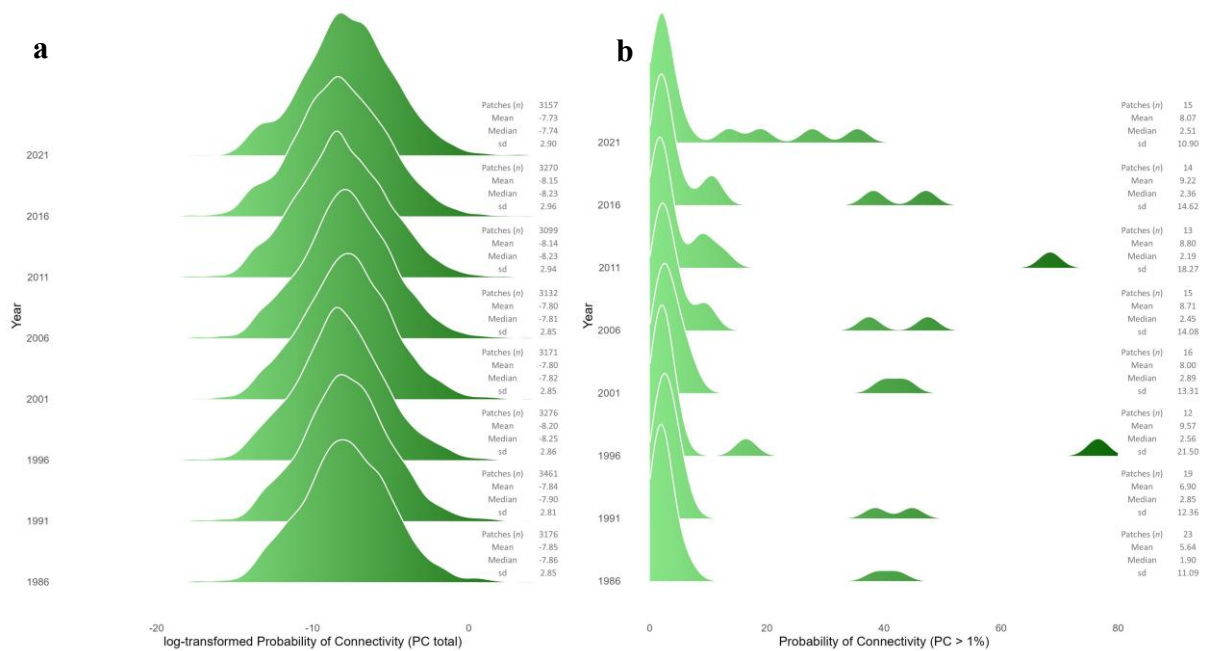 a
Patches (n) 3157
Mean -7.73
Median -7.74
sd 2.90
2021
Patches (n) 3270
Mean -8.15
Median -8.23
sd 2.96
2016
Patches (n) 3099
Mean -8.14
Median -8.23
sd 2.94
2011
Patches (n) 3132
Mean -7.80
Median -7.81
sd 2.85
2006
Patches (n) 3171
Mean -7.80
Median -7.82
sd 2.85
2001
Patches (n) 3276
Mean -8.20
Median -8.25
sd 2.86
1996
Patches (n) 3461
Mean -7.84
Median -7.90
sd 2.81
1991
Patches (n) 3176
Mean -7.85
Median -7.86
sd 2.85
1986
Year
-20 -10 0
log-transformed Probability of Connectivity (PC total)
b
Patches (n) 15
Mean 8.07
Median 2.51
sd 10.90
2021
Patches (n) 14
Mean 9.22
Median 2.36
sd 14.62
2016
Patches (n) 13
Mean 8.80
Median 2.19
sd 18.27
2011
Patches (n) 15
Mean 8.71
Median 2.45
sd 14.08
2006
Patches (n) 16
Mean 8.00
Median 2.89
sd 13.31
2001
Patches (n) 12
Mean 9.57
Median 2.56
sd 21.50
1996
Patches (n) 19
Mean 6.90
Median 2.85
sd 12.36
1991
Patches (n) 23
Mean 5.64
Median 1.90
sd 11.09
1986
Year
0 20 40 60 80
Probability of Connectivity (PC > 1%)